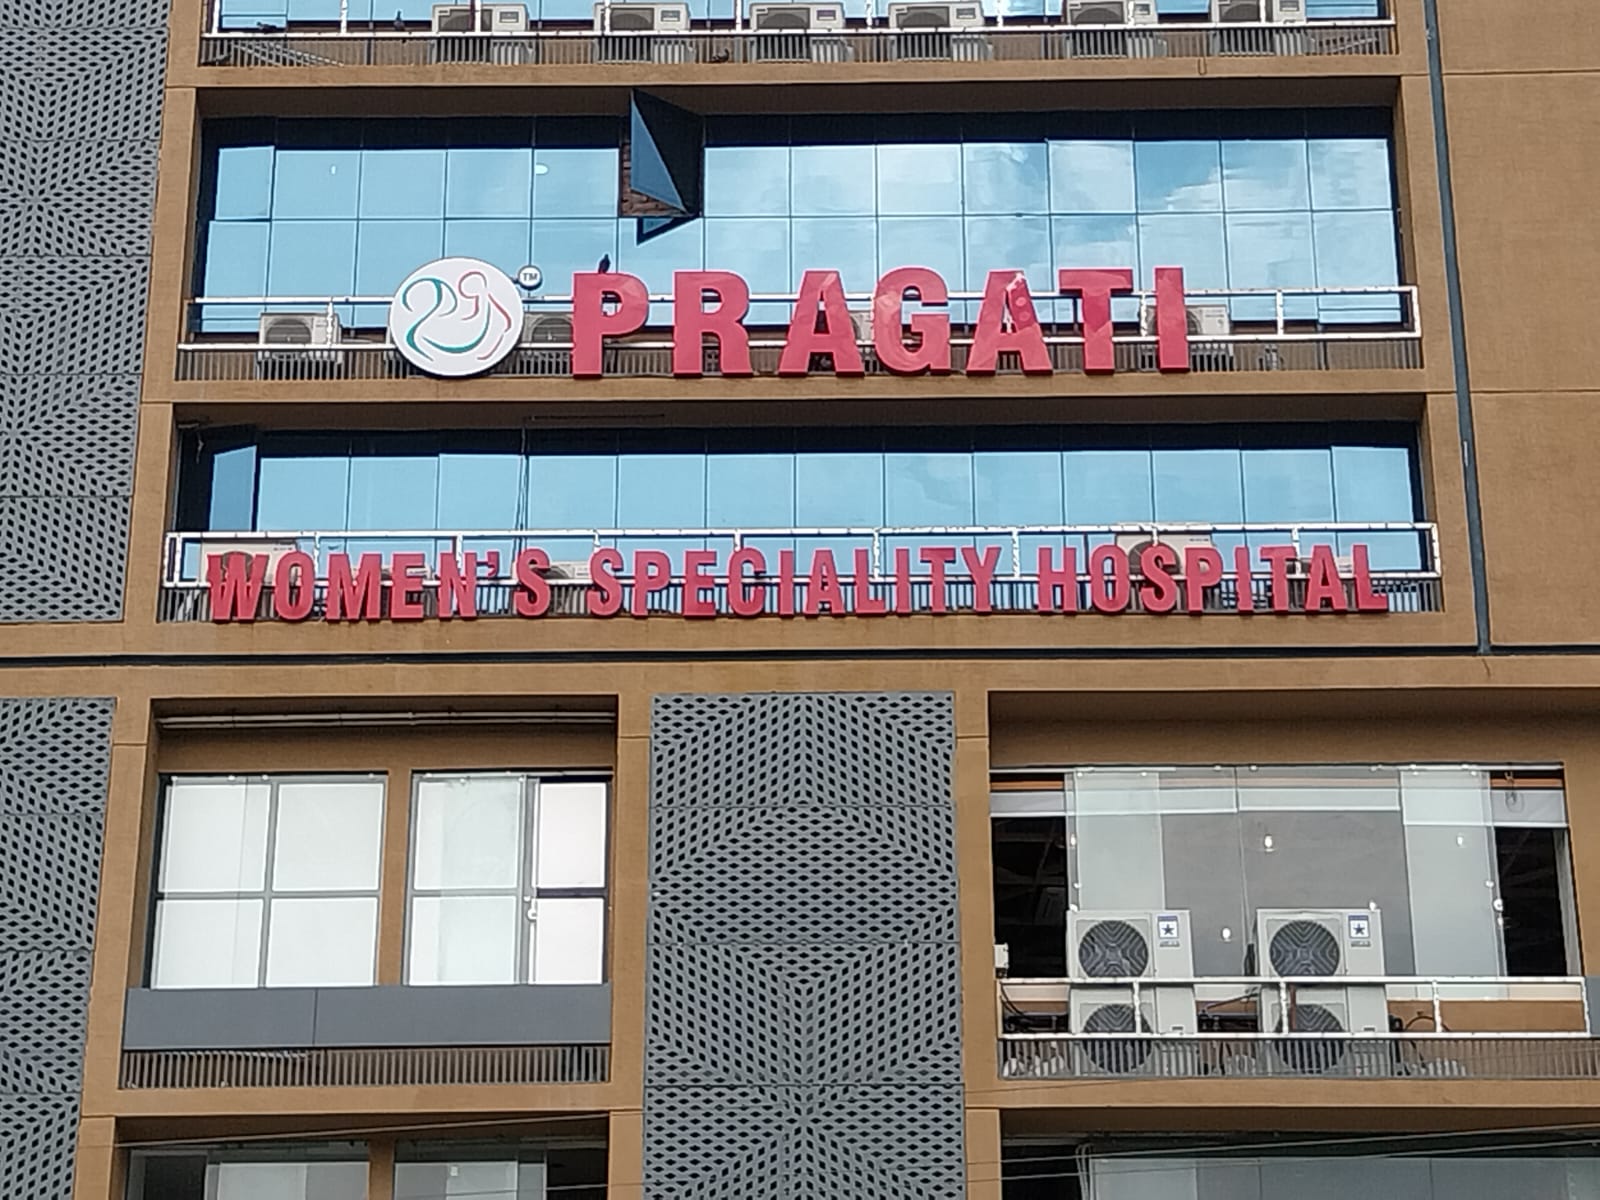 TM
PRAGATI
WOMEN'S SPECIALITY HOSPITAL